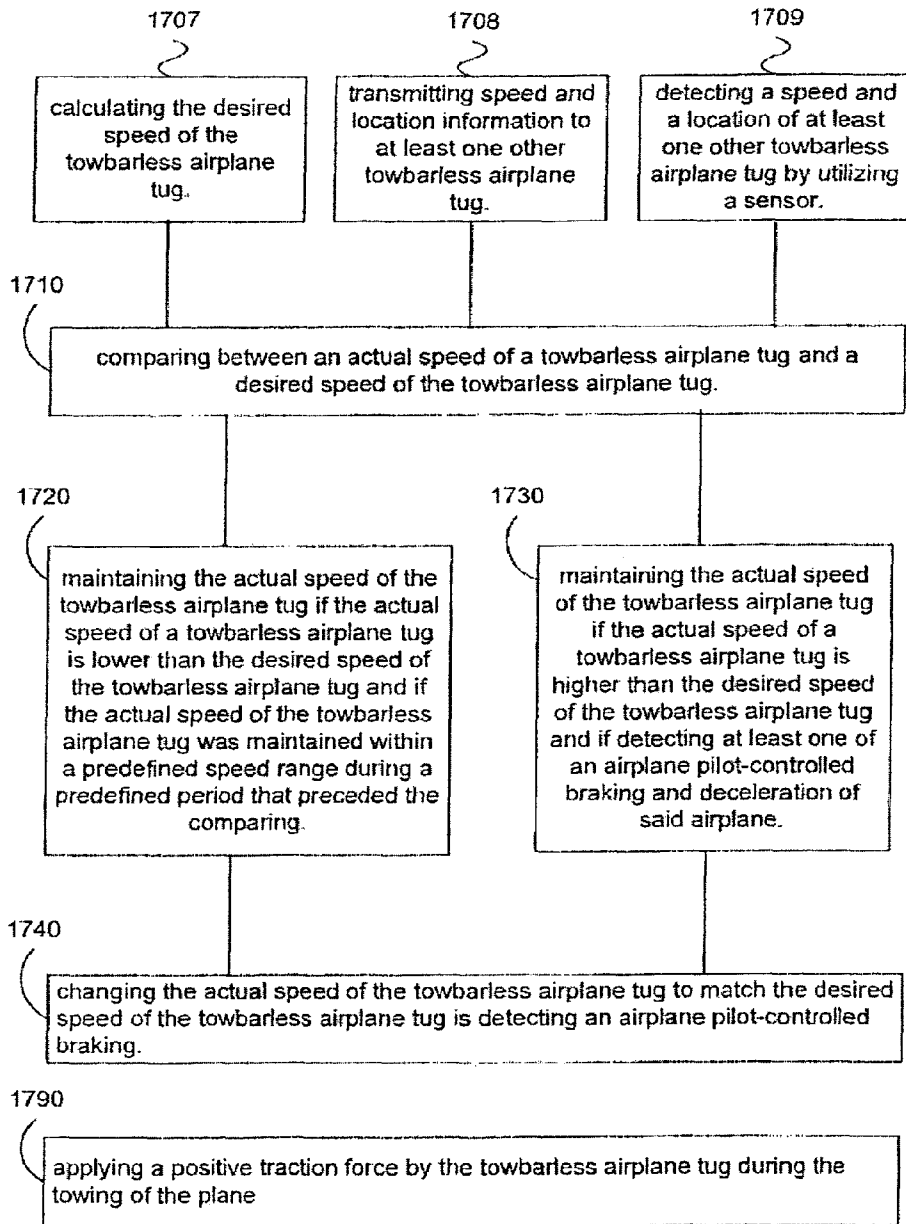 1707
1708
1709
calculating the desired
speed of the
towbarless airplane
tug.
transmitting speed and
location information to
at least one other
towbarless airplane
tug.
detecting a speed and
a location of at least
one other towbarless
airplane tug by utilizing
a sensor.
1710
comparing between an actual speed of a towbarless airplane tug and a
desired speed of the towbarless airplane tug.
1720
maintaining the actual speed of the
towbarless airplane tug if the actual
speed of a towbarless airplane tug
is lower than the desired speed of
the towbarless airplane tug and if
the actual speed of the towbarless
airplane tug was maintained within
a predefined speed range during a
predefined period that preceded the
comparing.
1730
maintaining the actual speed
of the towbarless airplane tug
if the actual speed of a
towbarless airplane tug is
higher than the desired speed
of the towbarless airplane tug
and if detecting at least one of
an airplane pilot-controlled
braking and deceleration of
said airplane.
1740
changing the actual speed of the towbarless airplane tug to match the desired
speed of the towbarless airplane tug is detecting an airplane pilot-controlled
braking.
1790
applying a positive traction force by the towbarless airplane tug during the
towing of the plane